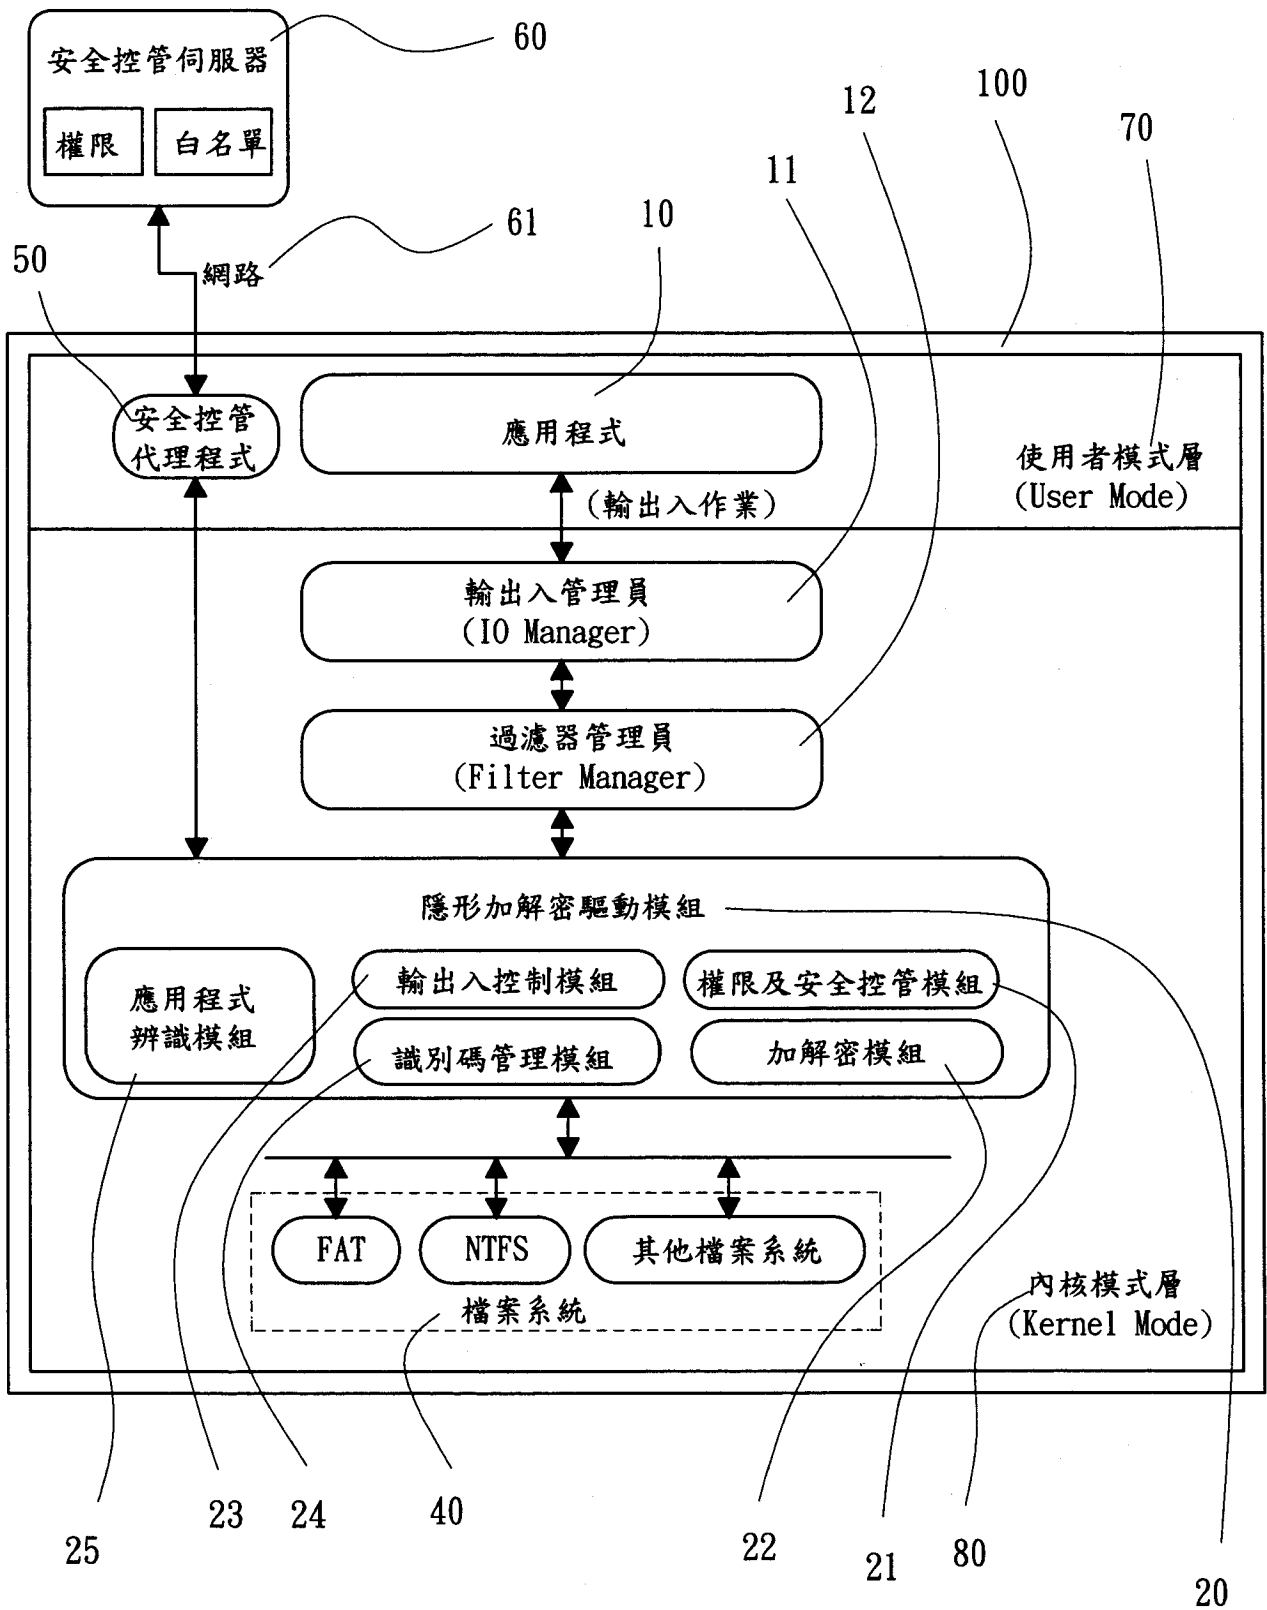 安全控管伺服器
60
權限
白名單
12
100
70
11
10
61
網路
50
安全控管
代理程式
應用程式
使用者模式層
(User Mode)
(輸出入作業)
輸出入管理員
(IO Manager)
過濾器管理員
(Filter Manager)
隱形加解密驅動模組
應用程式
辨識模組
輸出入控制模組
權限及安全控管模組
識別碼管理模組
加解密模組
FAT
NTFS
其他檔案系統
檔案系統
內核模式層
(Kernel Mode)
25
23
24
40
22
21
80
20